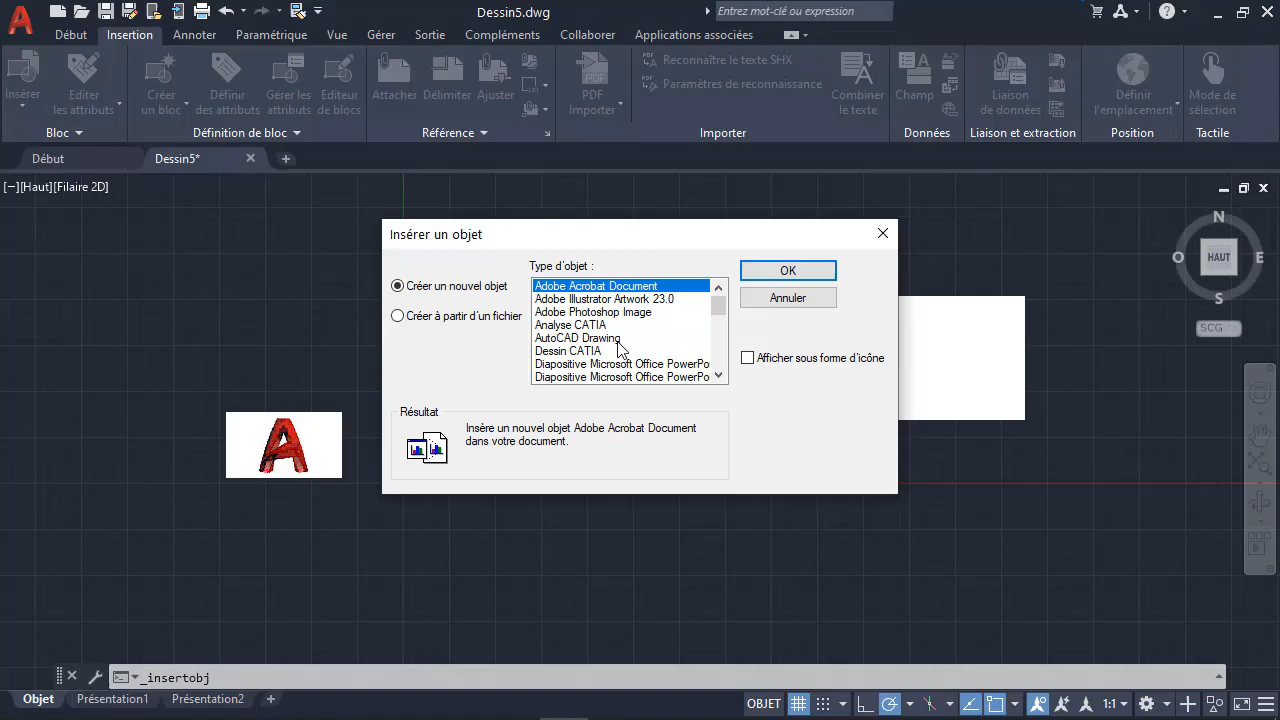 Dessin5.dwg
Entrez mot-clé ou expression
Début Insertion Annoter Paramétrique Vue Gérer Sortie Compléments Collaborer Applications associées
Insérer
Editer les attributs
Créer un bloc
Définir des attributs
Gérer les attributs
Editeur de blocs
Attacher
Délimiter
Ajuster
PDF Importer
Reconnaître le texte SHX
Paramètres de reconnaissance
Combiner le texte
Champ
Liaison de données
Définir l'emplacement
Mode de sélection
Bloc Définition de bloc Référence Importer Données Liaison et extraction Position Tactile
Début Dessin5*
[−][Haut][Filaire 2D]
N
O HAUT E
S
SCG
Insérer un objet
Type d'objet :
Créer un nouvel objet
Créer à partir d'un fichier
Adobe Acrobat Document
Adobe Illustrator Artwork 23.0
Adobe Photoshop Image
Analyse CATIA
AutoCAD Drawing
Dessin CATIA
Diapositive Microsoft Office PowerPo
Diapositive Microsoft Office PowerPo
OK
Annuler
Afficher sous forme d'icône
Résultat
Insère un nouvel objet Adobe Acrobat Document
dans votre document.
_insertobj
Objet Présentation1 Présentation2
OBJET 1:1